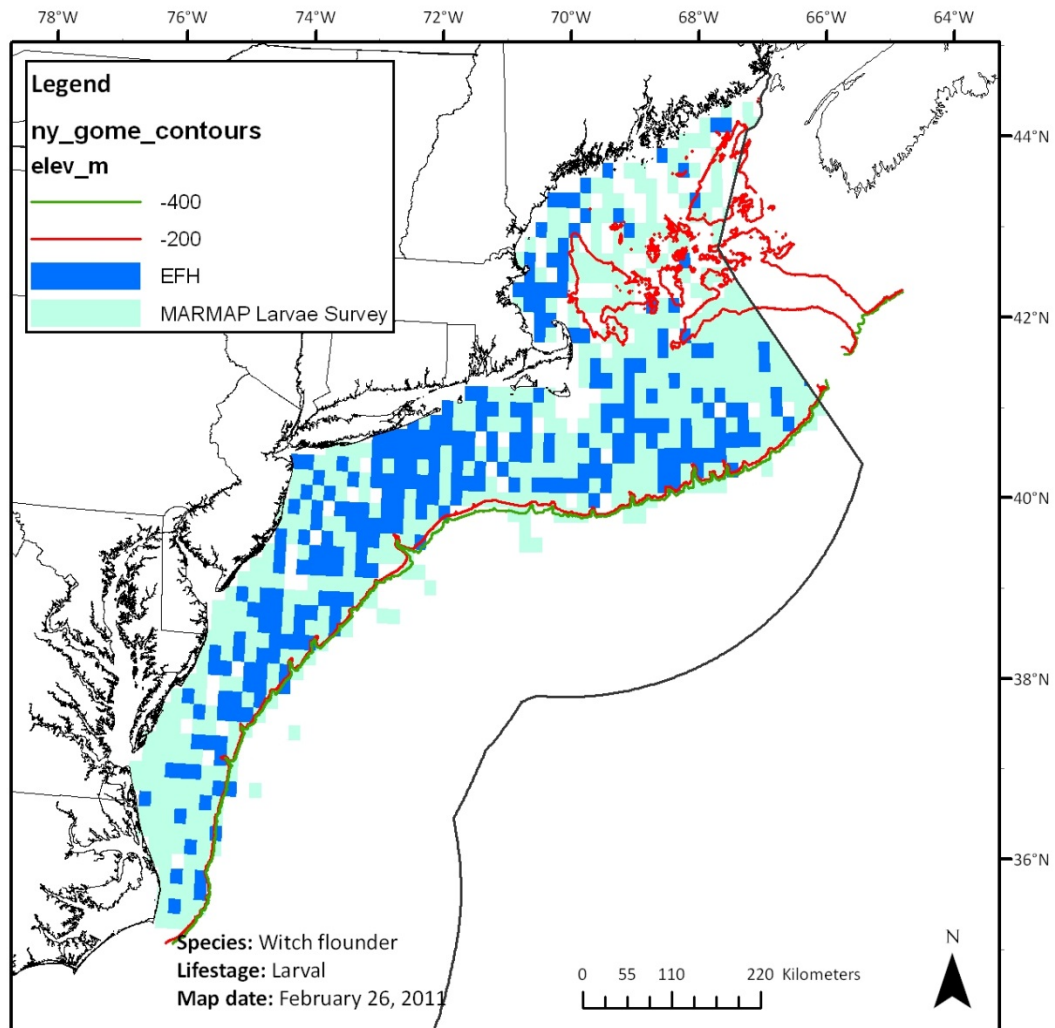 78°W 76°W 74°W 72°W 70°W 68°W 66°W 64°W
Legend
ny_gome_contours
elev_m
-400
-200
EFH
MARMAP Larvae Survey
44°N
42°N
40°N
38°N
36°N
Species: Witch flounder
Lifestage: Larval
Map date: February 26, 2011
0 55 110 220 Kilometers
N